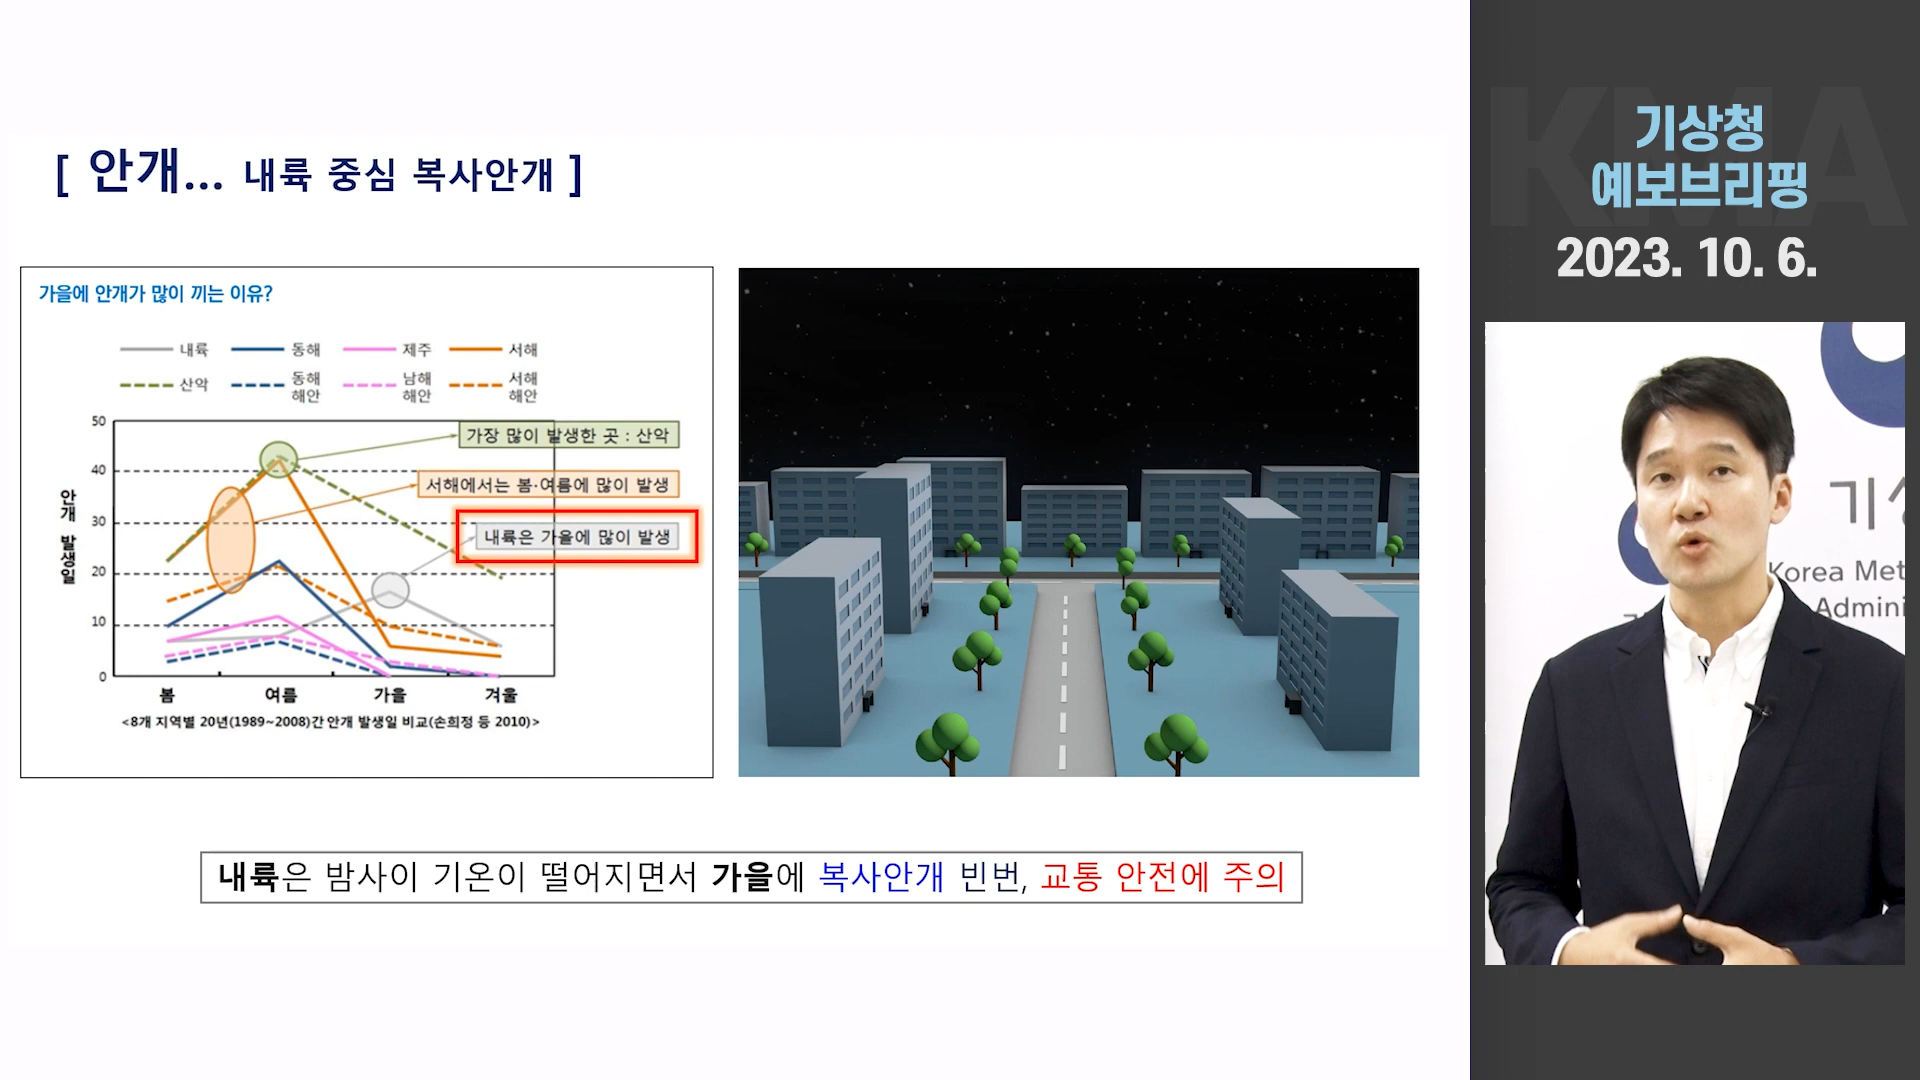 [ 안개... 내륙 중심 복사안개 ]
가을에 안개가 많이 끼는 이유?
내륙 동해 제주 서해
산악 동해 해안 남해 해안 서해 해안
안개 발생일
50
40
30
20
10
0
가장 많이 발생한 곳 : 산악
서해에서는 봄·여름에 많이 발생
내륙은 가을에 많이 발생
봄 여름 가을 겨울
<8개 지역별 20년(1989~2008)간 안개 발생일 비교(손희정 등 2010)>
내륙은 밤사이 기온이 떨어지면서 가을에 복사안개 빈번, 교통 안전에 주의
KMA
기상청
예보브리핑
2023. 10. 6.
Korea Met
Admini